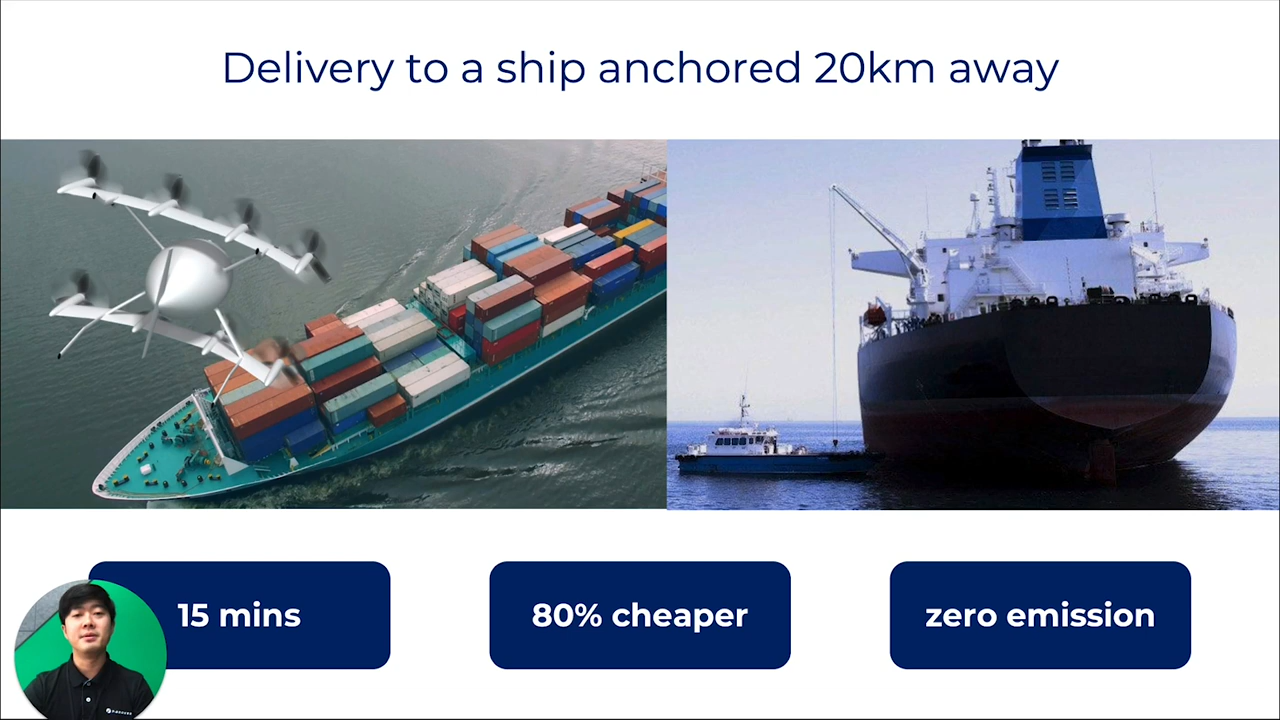 Delivery to a ship anchored 20km away
15 mins
80% cheaper
zero emission